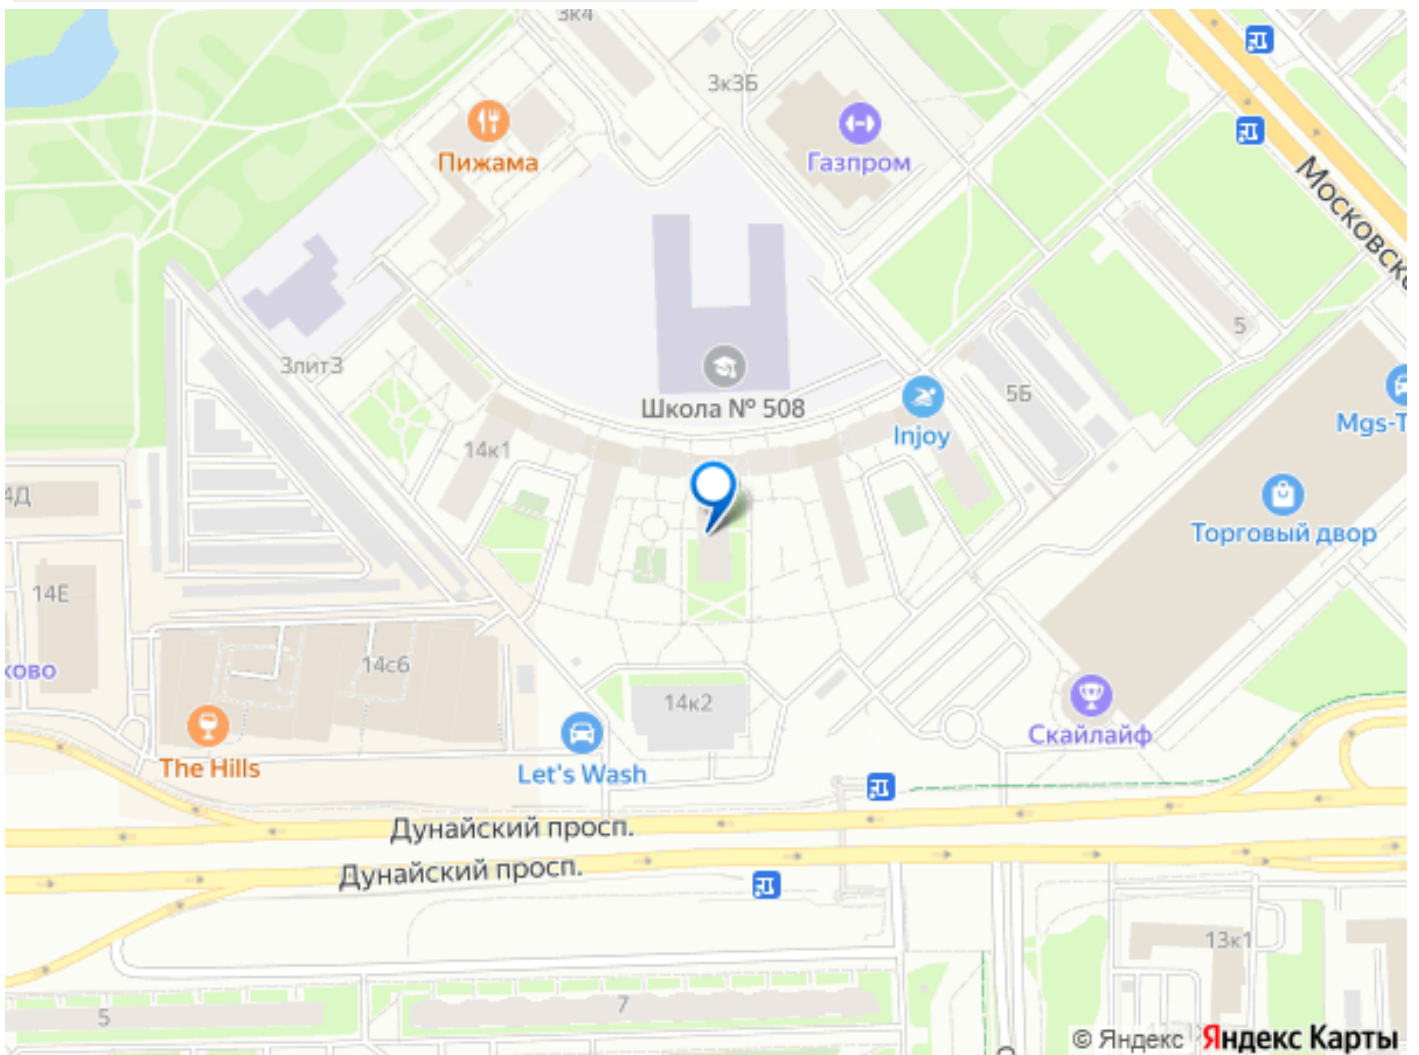 3к4
3к3Б
Пижама
Газпром
Московско
5
3лит3
5Б
Школа № 508
Injoy
Mgs-T
14к1
4Д
Торговый двор
14Е
14с6
ково
14к2
Скайлайф
The Hills
Let's Wash
Дунайский просп.
Дунайский просп.
13к1
7
5
© Яндекс Яндекс Карты